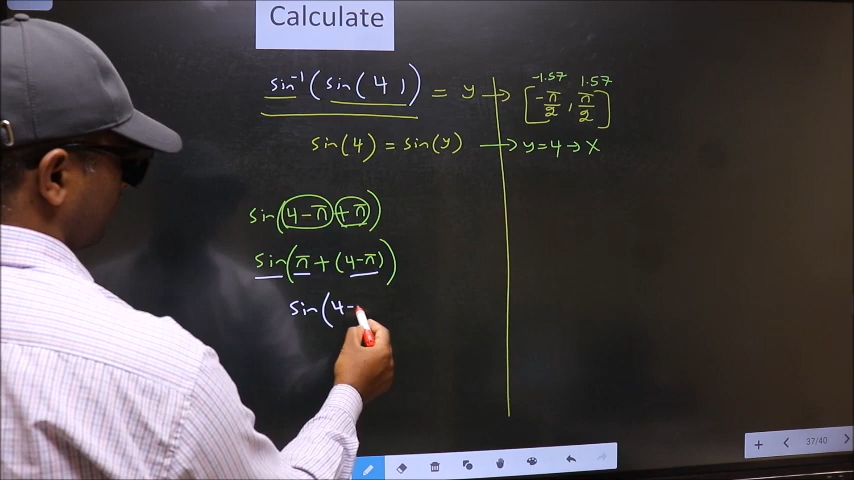 Calculate
sin⁻¹(sin(4)) = y → [-π/2, π/2]
-1.57 1.57
sin(4) = sin(y) → y = 4 → X
sin(4-π+π)
sin(π+(4-π))
sin(4-
37/40